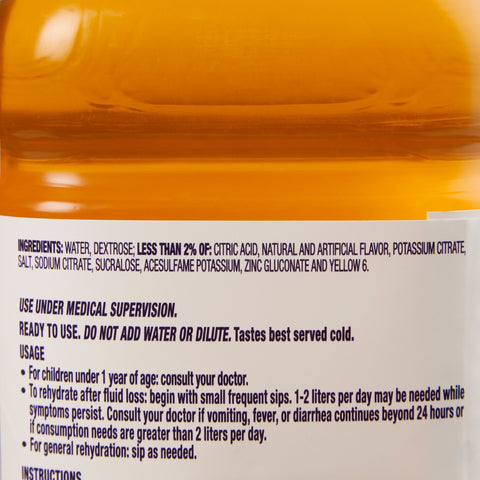 INGREDIENTS: WATER, DEXTROSE; LESS THAN 2% OF: CITRIC ACID, NATURAL AND ARTIFICIAL FLAVOR, POTASSIUM CITRATE,
SALT, SODIUM CITRATE, SUCRALOSE, ACESULFAME POTASSIUM, ZINC GLUCONATE AND YELLOW 6.
USE UNDER MEDICAL SUPERVISION.
READY TO USE. DO NOT ADD WATER OR DILUTE. Tastes best served cold.
USAGE
• For children under 1 year of age: consult your doctor.
• To rehydrate after fluid loss: begin with small frequent sips. 1-2 liters per day may be needed while
symptoms persist. Consult your doctor if vomiting, fever, or diarrhea continues beyond 24 hours or
if consumption needs are greater than 2 liters per day.
• For general rehydration: sip as needed.
INSTRUCTIONS